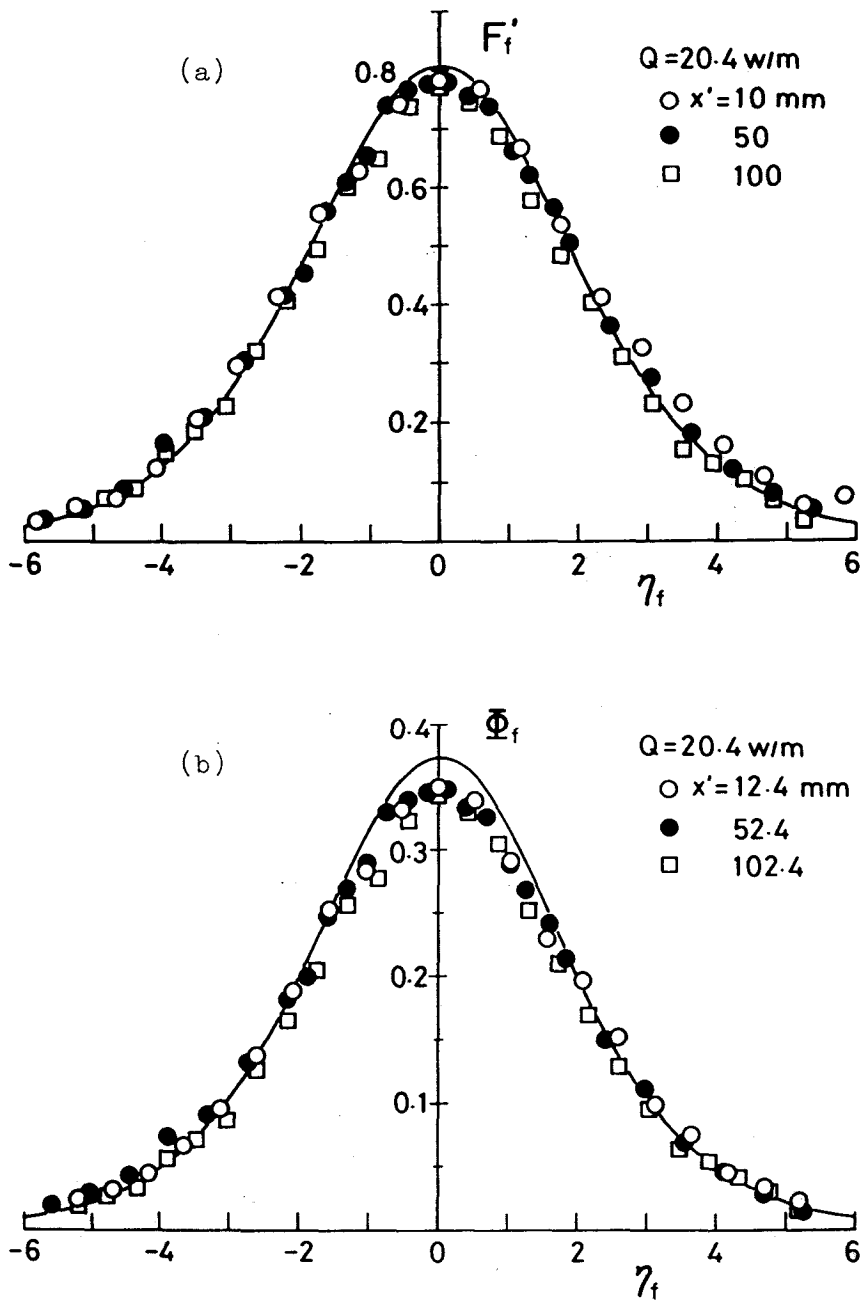 (a)
F_f'
Q=20·4 w/m
○ x'=10 mm
● 50
□ 100
0·8
0·6
0·4
0·2
-6 -4 -2 0 2 4 6
η_f
(b)
Φ_f
Q=20·4 w/m
○ x'=12·4 mm
● 52·4
□ 102·4
0·4
0·3
0·2
0·1
-6 -4 -2 0 2 4 6
η_f